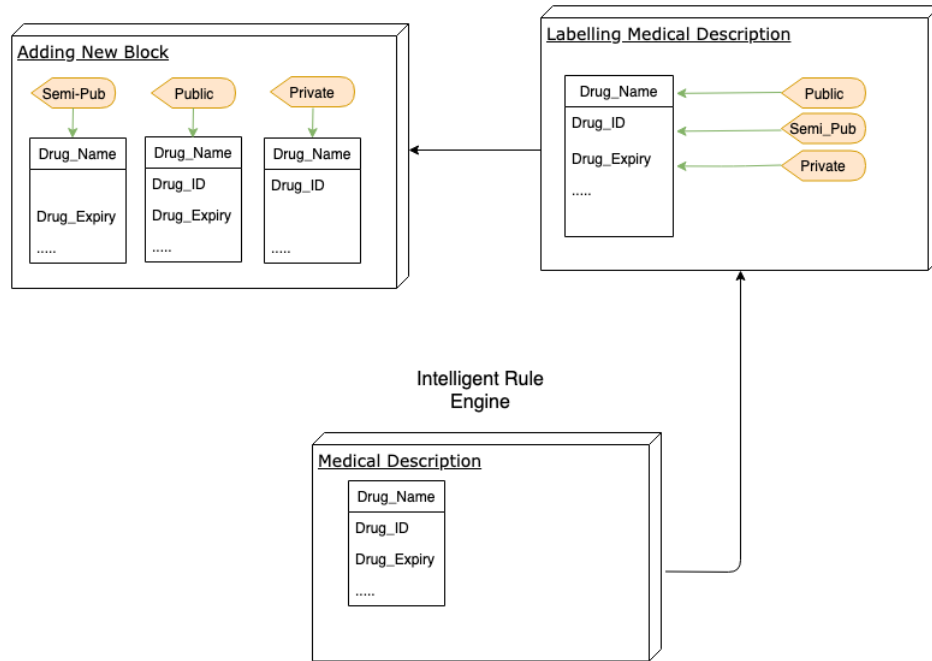 Adding New Block
Semi-Pub
Public
Private
Drug_Name
Drug_Expiry
.....
Drug_Name
Drug_ID
Drug_Expiry
.....
Drug_Name
Drug_ID
.....
Labelling Medical Description
Drug_Name
Drug_ID
Drug_Expiry
.....
Public
Semi_Pub
Private
Intelligent Rule
Engine
Medical Description
Drug_Name
Drug_ID
Drug_Expiry
.....